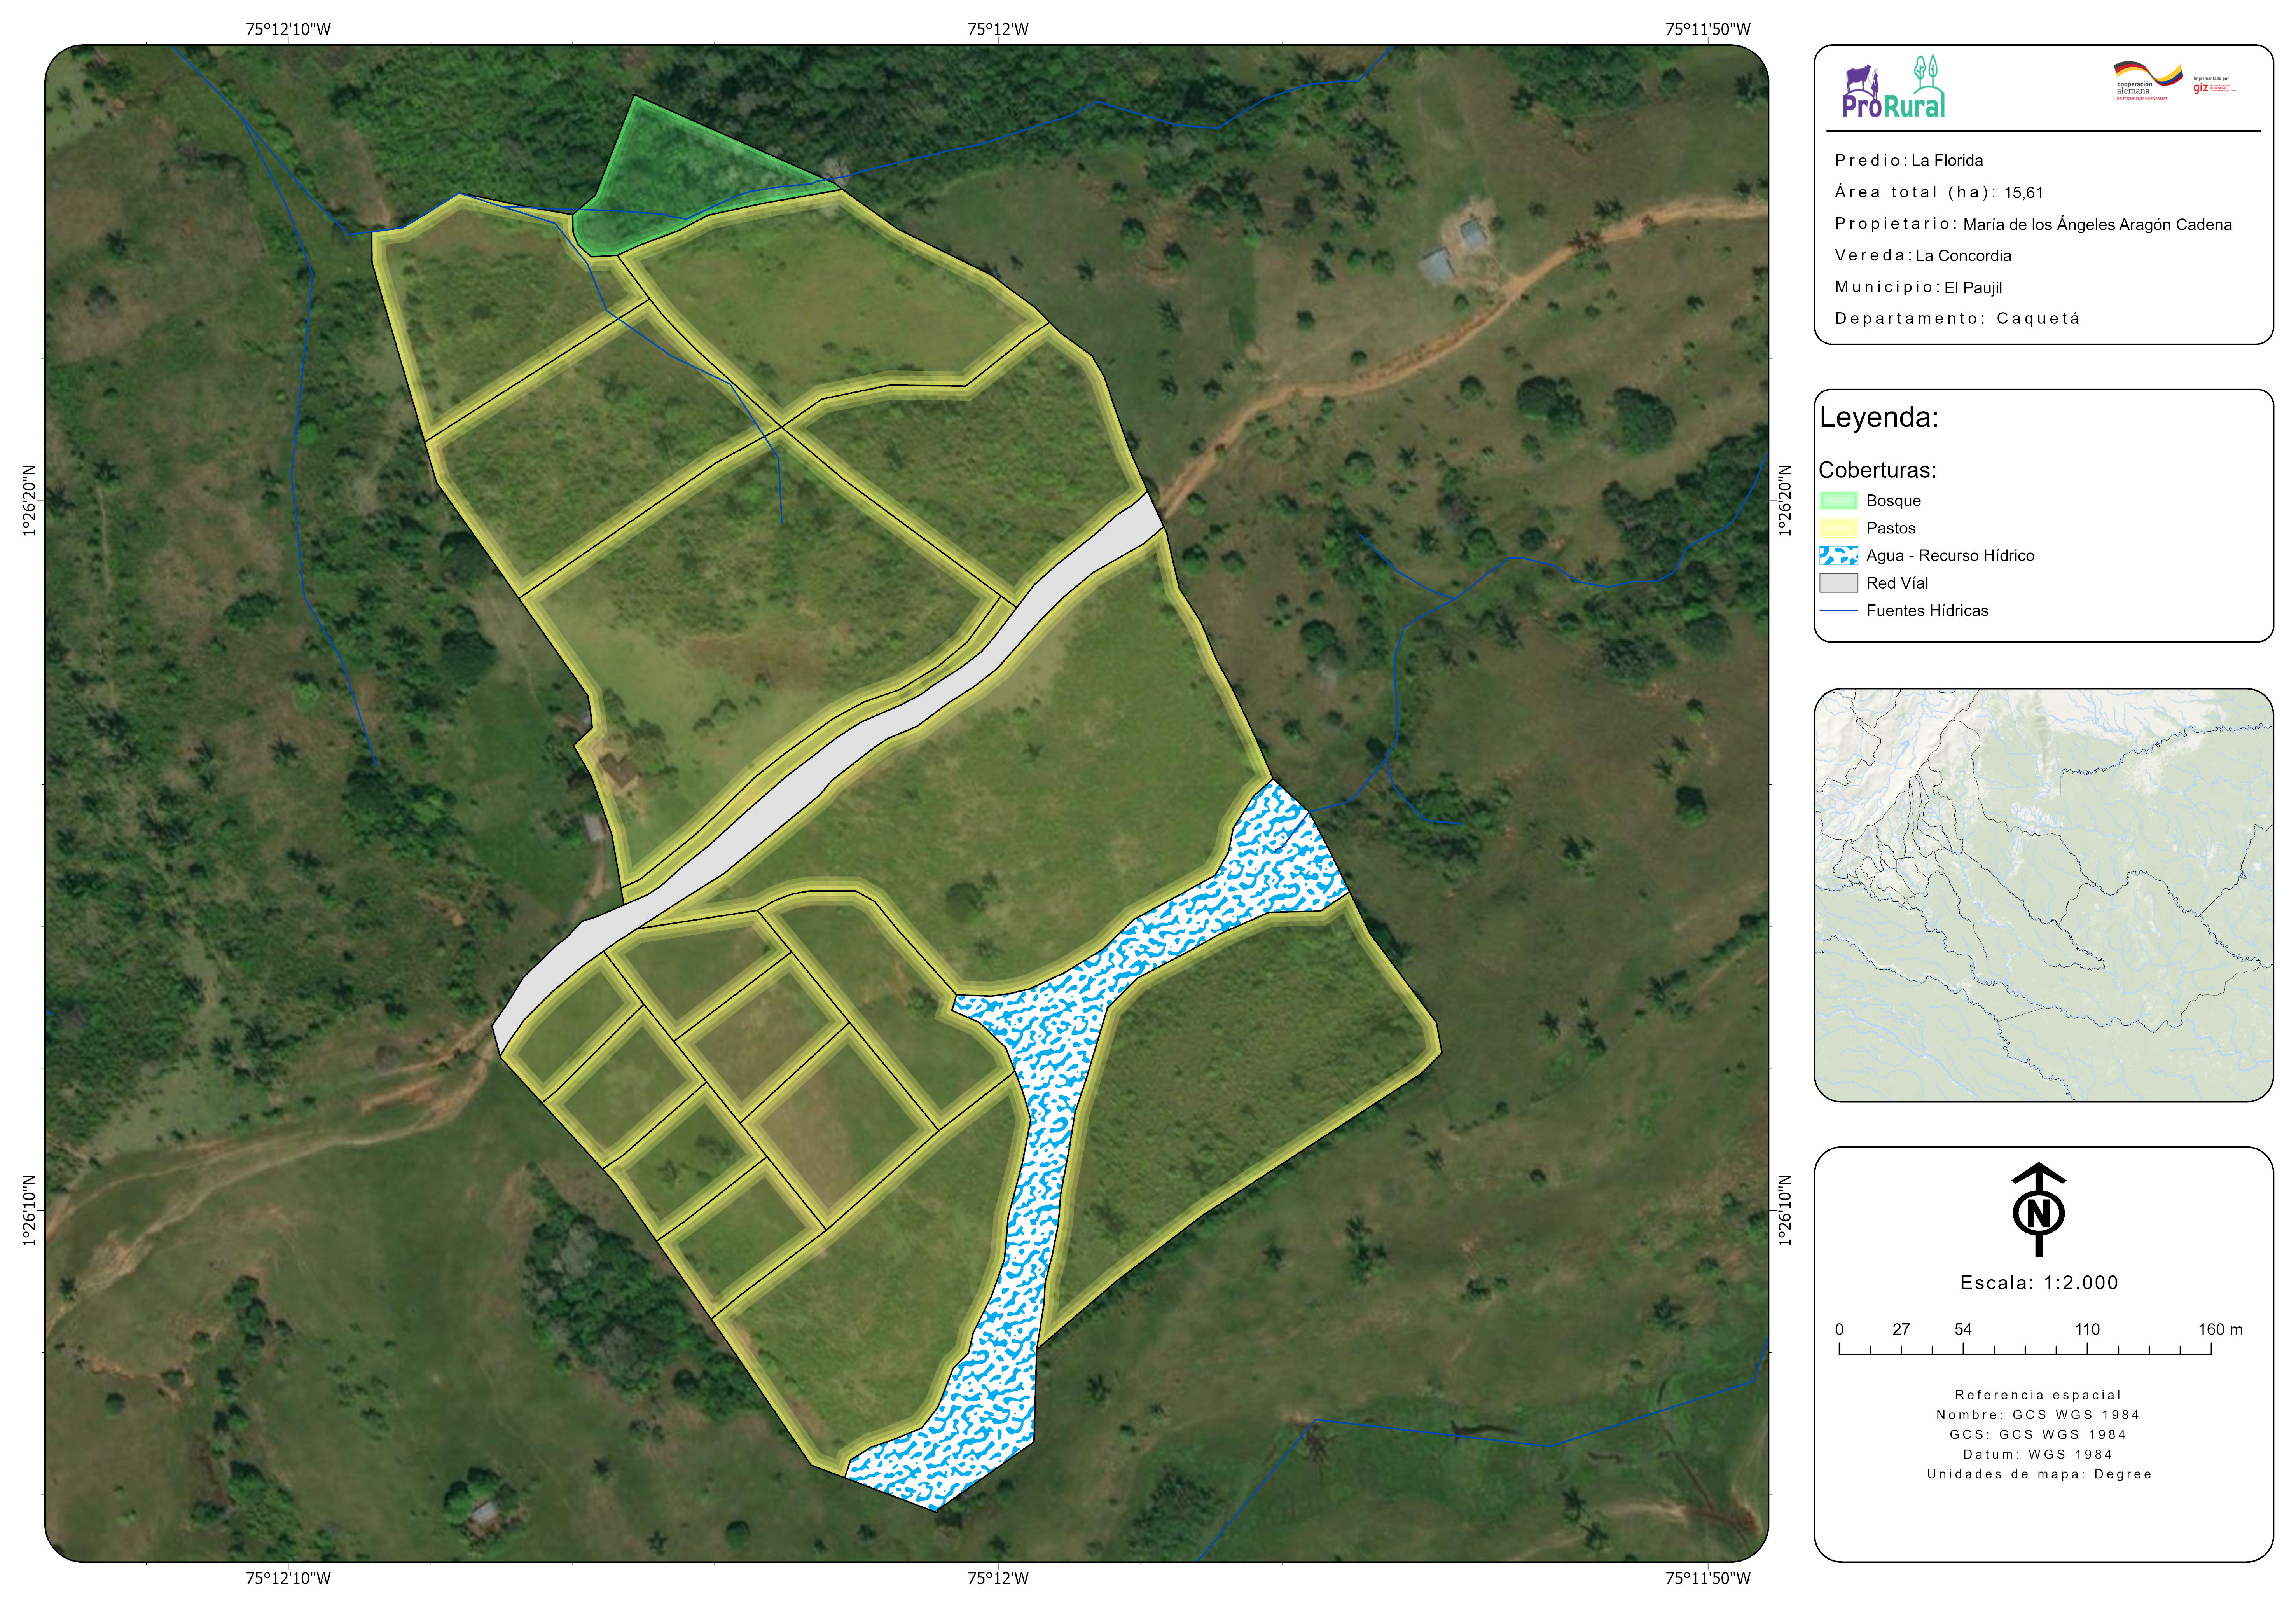 75°12'10"W
75°12'W
75°11'50"W
1°26'20"N
1°26'20"N
1°26'10"N
1°26'10"N
75°12'10"W
75°12'W
75°11'50"W
ProRural
cooperación
alemana
DEUTSCHE ZUSAMMENARBEIT
Implementada por
giz
Predio: La Florida
Área total (ha): 15,61
Propietario: María de los Ángeles Aragón Cadena
Vereda: La Concordia
Municipio: El Paujil
Departamento: Caquetá
Leyenda:
Coberturas:
Bosque
Pastos
Agua - Recurso Hídrico
Red Víal
Fuentes Hídricas
N
Escala: 1:2.000
0 27 54 110 160 m
Referencia espacial
Nombre: GCS WGS 1984
GCS: GCS WGS 1984
Datum: WGS 1984
Unidades de mapa: Degree